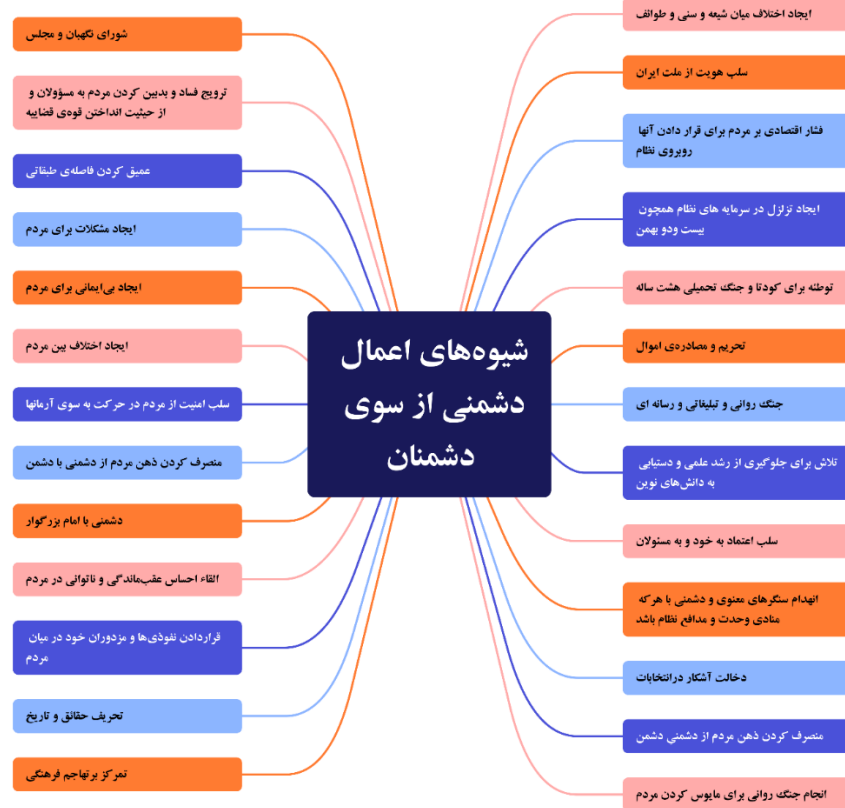 شیوه‌های اعمال
دشمنی از سوی
دشمنان
ایجاد اختلاف میان شیعه و سنی و طوائف
سلب هویت از ملت ایران
فشار اقتصادی بر مردم برای قرار دادن آنها
روبروی نظام
ایجاد تزلزل در سرمایه های نظام همچون
بیست ودو بهمن
توطئه برای کودتا و جنگ تحمیلی هشت ساله
تحریم و مصادره‌ی اموال
جنگ روانی و تبلیغاتی و رسانه ای
تلاش برای جلوگیری از رشد علمی و دستیابی
به دانش‌های نوین
سلب اعتماد به خود و به مسئولان
انهدام سنگرهای معنوی و دشمنی با هرکه
منادی وحدت و مدافع نظام باشد
دخالت آشکار درانتخابات
منصرف کردن ذهن مردم از دشمنی دشمن
انجام جنگ روانی برای مایوس کردن مردم
شورای نگهبان و مجلس
ترویج فساد و بدبین کردن مردم به مسؤولان و
از حیثیت انداختن قوه‌ی قضاییه
عمیق کردن فاصله‌ی طبقاتی
ایجاد مشکلات برای مردم
ایجاد بی‌ایمانی برای مردم
ایجاد اختلاف بین مردم
سلب امنیت از مردم در حرکت به سوی آرمانها
منصرف کردن ذهن مردم از دشمنی با دشمن
دشمنی با امام بزرگوار
القاء احساس عقب‌ماندگی و ناتوانی در مردم
قراردادن نفوذی‌ها و مزدوران خود در میان
مردم
تحریف حقائق و تاریخ
تمرکز برتهاجم فرهنگی